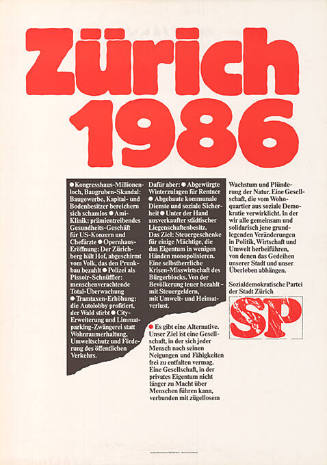 Zürich
1986
● Kongresshaus-Millionen-
loch, Baugruben-Skandal:
Baugewerbe, Kapital- und
Bodenbesitzer bereichern
sich schamlos ● Ami-
Klinik: prämientreibendes
Gesundheits-Geschäft
für US-Konzern und
Chefärzte ● Opernhaus-
Eröffnung: Der Zürich-
berg hält Hof, abgeschirmt
vom Volk, das den Prunk-
bau bezahlt ● Polizei als
Pissoir-Schnüffler:
menschenverachtende
Total-Überwachung
● Tramtaxen-Erhöhung:
die Autolobby profitiert,
der Wald stirbt ● City-
Erweiterung und Limmat-
parking-Zwängerei statt
Wohnraumerhaltung,
Umweltschutz und Förde-
rung des öffentlichen
Verkehrs.
Dafür aber: ● Abgewürgte
Winterzulagen für Rentner
● Abgebaute kommunale
Dienste und soziale Sicher-
heit ● Unter der Hand
ausverkaufter städtischer
Liegenschaftenbesitz.
Das Ziel: Steuergeschenke
für einige Mächtige, die
das Eigentum in wenigen
Händen monopolisieren.
Eine selbstherrliche
Krisen-Misswirtschaft des
Bürgerblocks. Von der
Bevölkerung teuer bezahlt –
mit Steuergeldern,
mit Umwelt- und Heimat-
verlust.
● Es gibt eine Alternative.
Unser Ziel ist eine Gesell-
schaft, in der sich jeder
Mensch nach seinen
Neigungen und Fähigkeiten
frei zu entfalten vermag.
Eine Gesellschaft, in der
privates Eigentum nicht
länger zu Macht über
Menschen führen kann,
verbunden mit zügellosem
Wachstum und Plünde-
rung der Natur. Eine Gesell-
schaft, die vom Wohn-
quartier aus soziale Demo-
kratie verwirklicht. In der
wir alle gemeinsam und
solidarisch jene grund-
legenden Veränderungen
in Politik, Wirtschaft und
Umwelt herbeiführen,
von denen das Gedeihen
unserer Stadt und unser
Überleben abhängen.
Sozialdemokratische Partei
der Stadt Zürich
SP